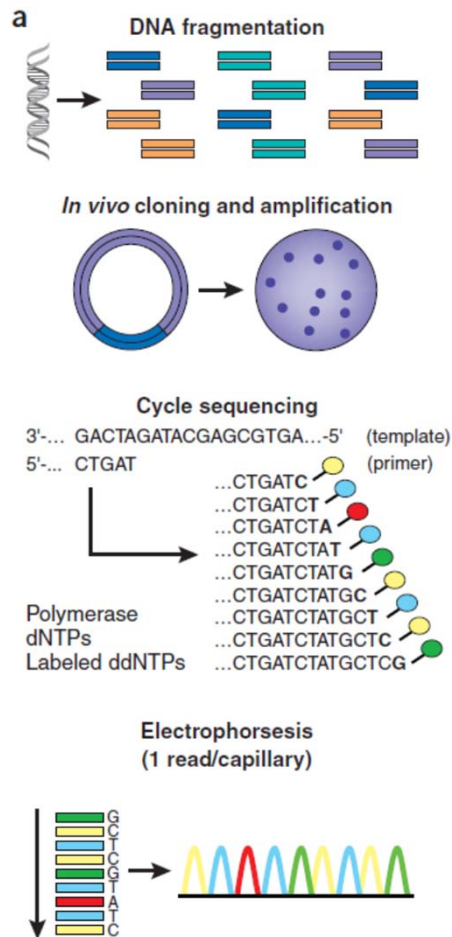 a
DNA fragmentation
In vivo cloning and amplification
Cycle sequencing
3'-... GACTAGATACGAGCGTGA...-5' (template)
5'-... CTGAT (primer)
...CTGATC
...CTGATCT
...CTGATCTA
...CTGATCTAT
...CTGATCTATG
...CTGATCTATGC
...CTGATCTATGCT
...CTGATCTATGCTC
...CTGATCTATGCTCG
Polymerase
dNTPs
Labeled ddNTPs
Electrophorsesis
(1 read/capillary)
G
C
T
C
G
T
A
T
C